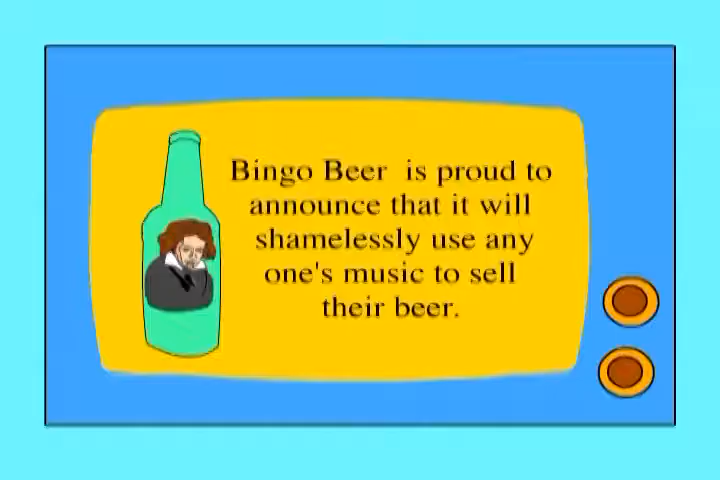 Bingo Beer is proud to
announce that it will
shamelessly use any
one's music to sell
their beer.